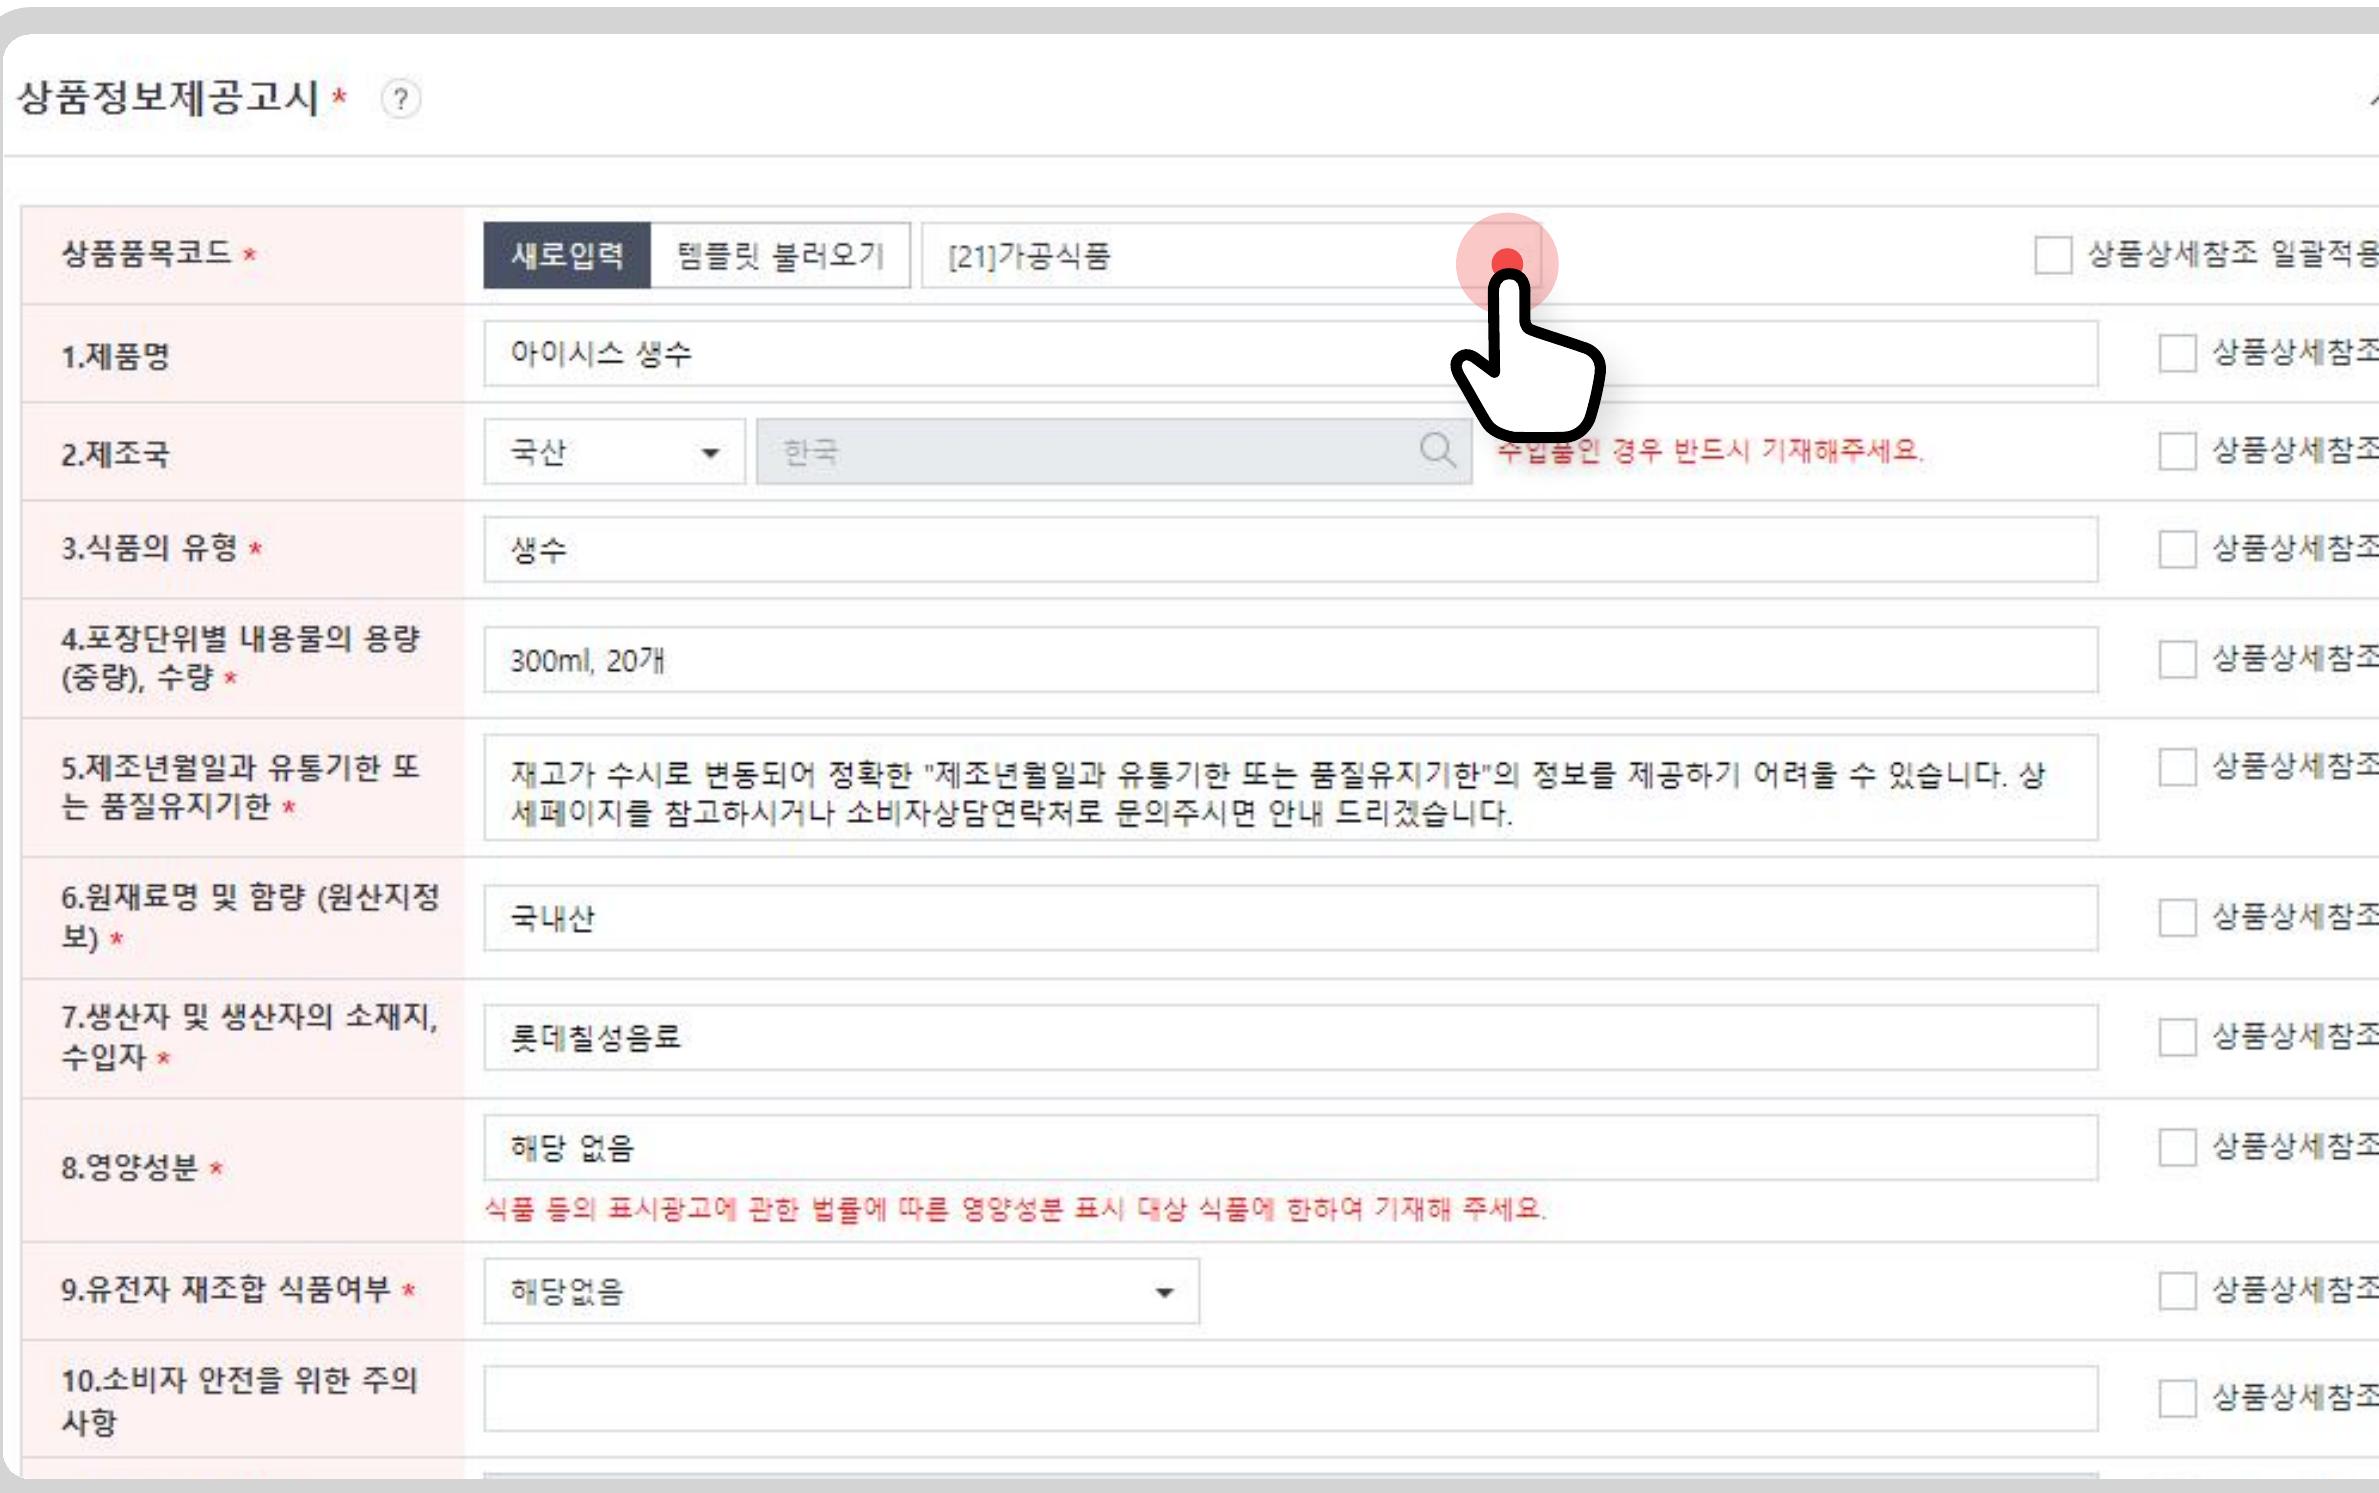 상품정보제공고시 * ?
상품품목코드 * 새로입력 템플릿 불러오기 [21]가공식품 상품상세참조 일괄적용
1.제품명 아이시스 생수 상품상세참조
2.제조국 국산 한국 수입품인 경우 반드시 기재해주세요. 상품상세참조
3.식품의 유형 * 생수 상품상세참조
4.포장단위별 내용물의 용량
(중량), 수량 * 300ml, 20개 상품상세참조
5.제조년월일과 유통기한 또
는 품질유지기한 *
재고가 수시로 변동되어 정확한 "제조년월일과 유통기한 또는 품질유지기한"의 정보를 제공하기 어려울 수 있습니다. 상
세페이지를 참고하시거나 소비자상담연락처로 문의주시면 안내 드리겠습니다.
상품상세참조
6.원재료명 및 함량 (원산지정
보) * 국내산 상품상세참조
7.생산자 및 생산자의 소재지,
수입자 * 롯데칠성음료 상품상세참조
8.영양성분 * 해당 없음 상품상세참조
식품 등의 표시광고에 관한 법률에 따른 영양성분 표시 대상 식품에 한하여 기재해 주세요.
9.유전자 재조합 식품여부 * 해당없음 상품상세참조
10.소비자 안전을 위한 주의
사항 상품상세참조